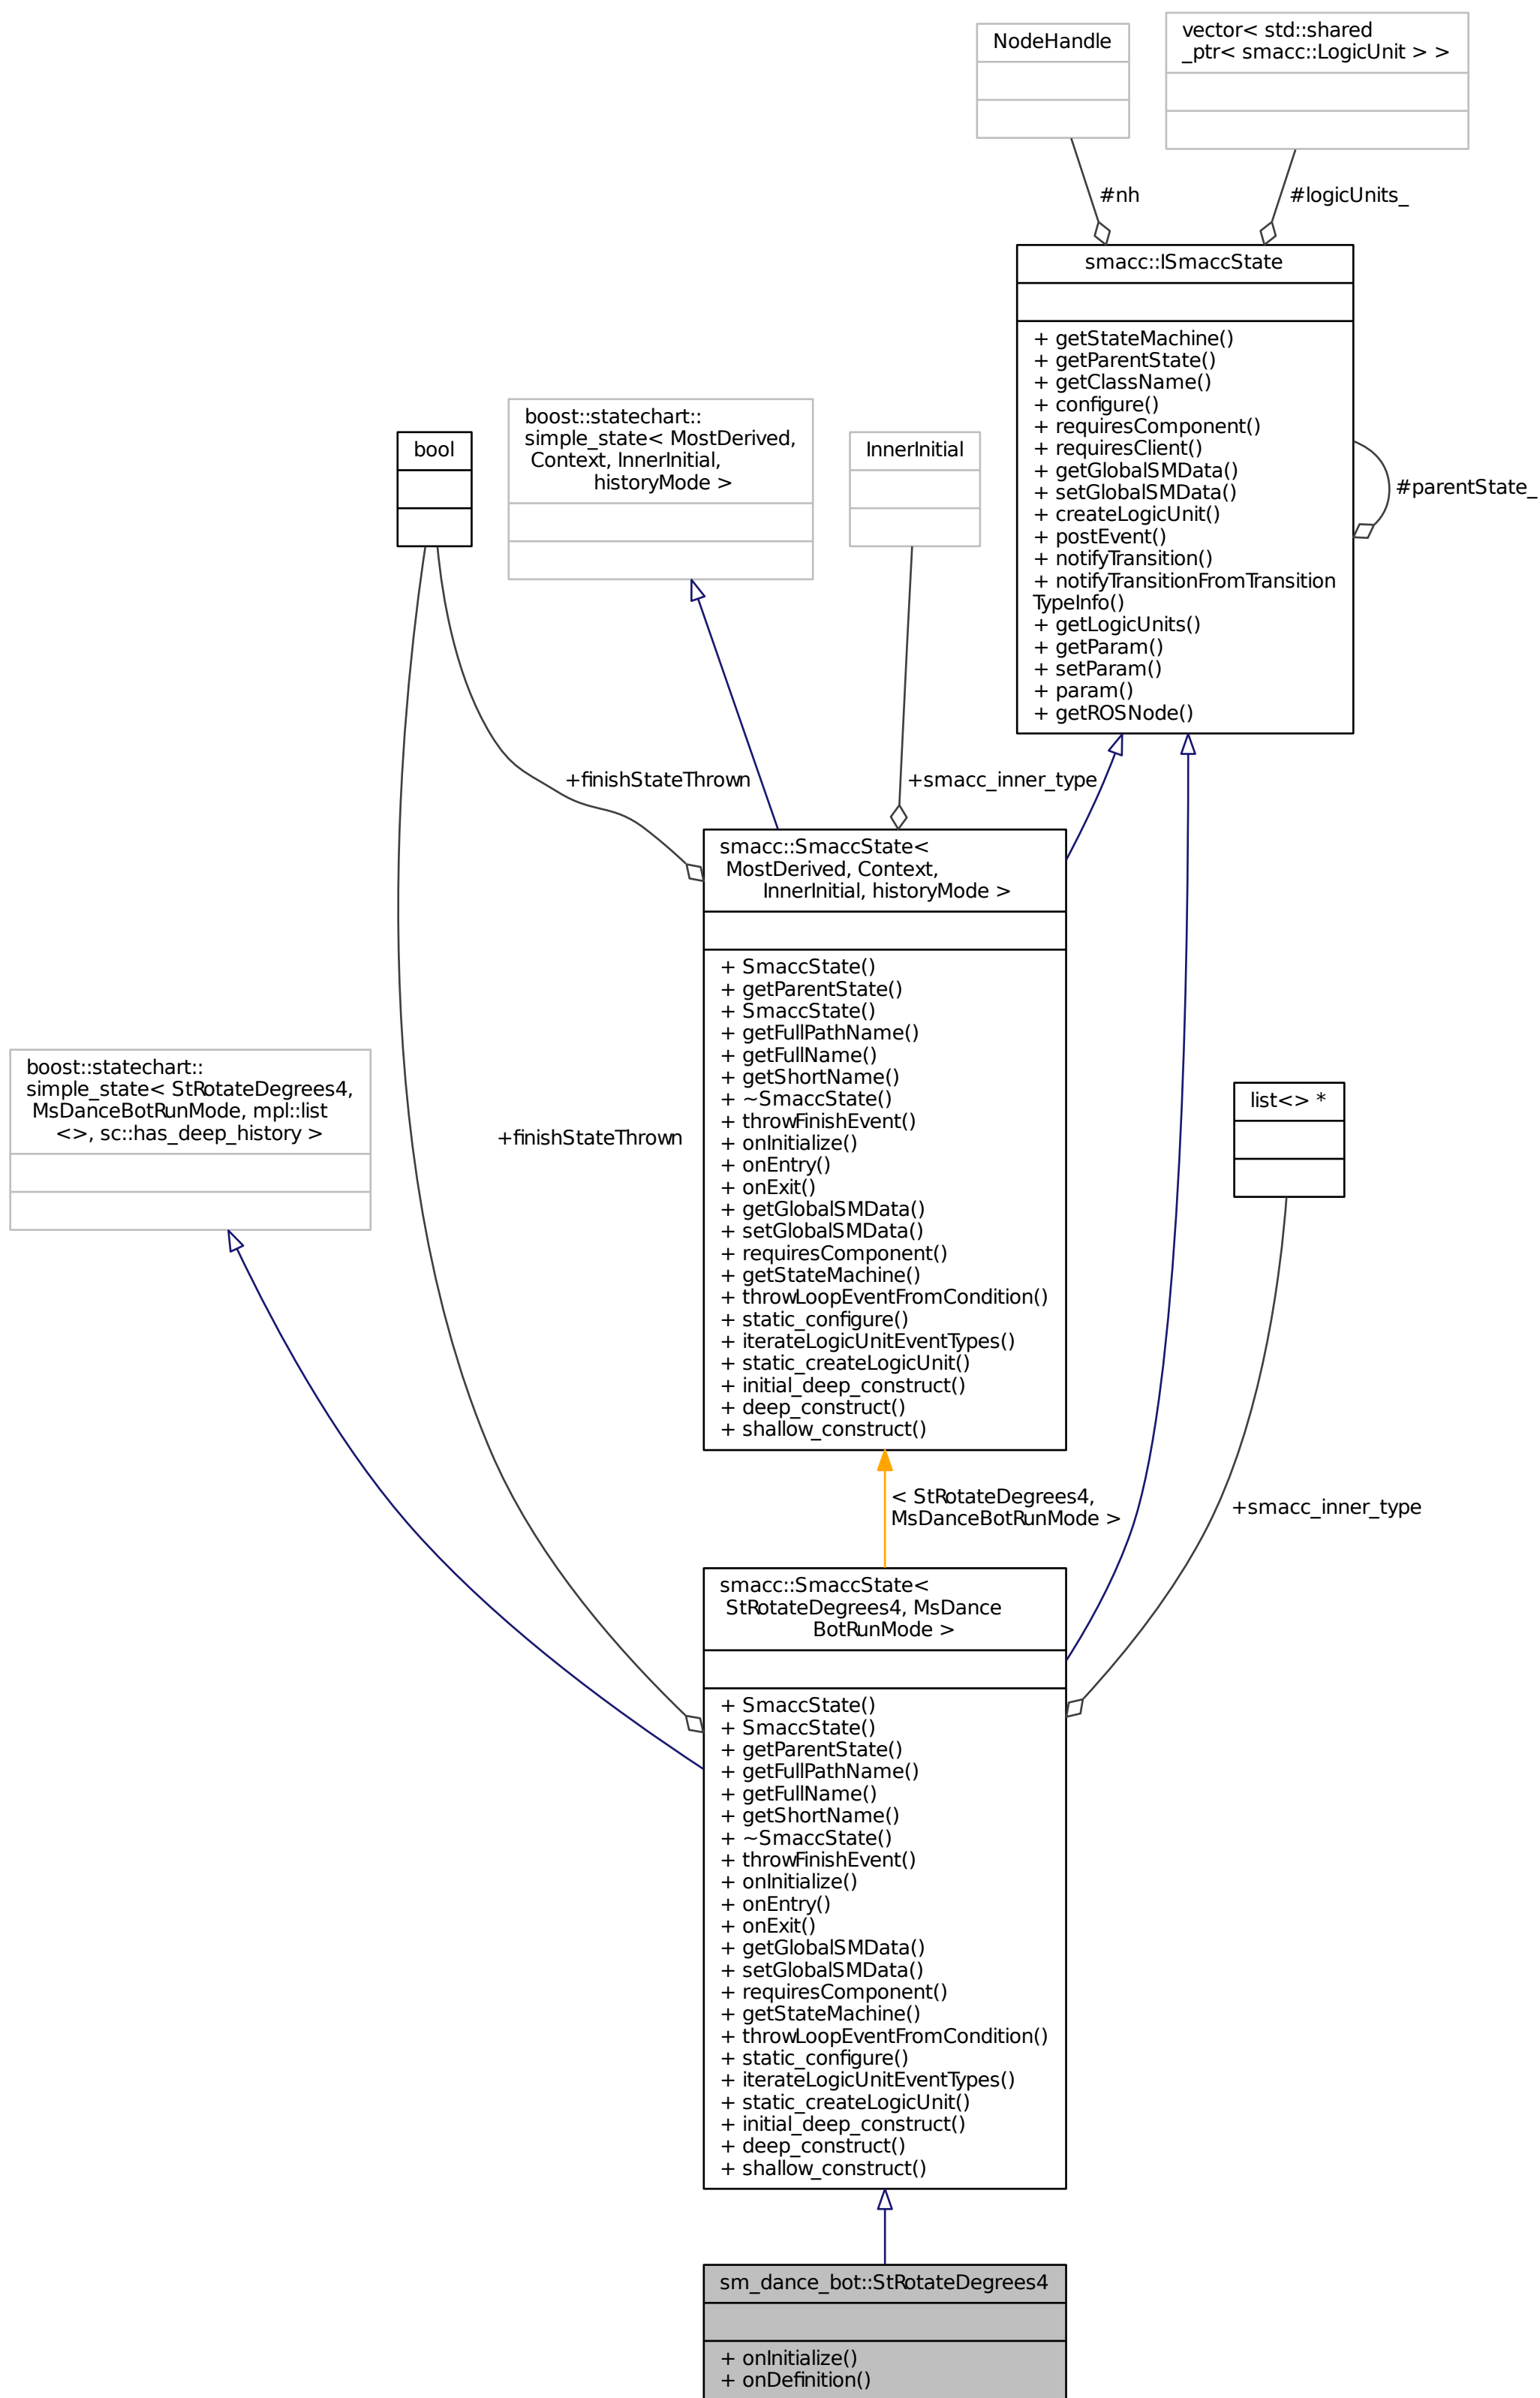 NodeHandle
vector< std::shared
_ptr< smacc::LogicUnit > >
#nh
#logicUnits_
smacc::ISmaccState
+ getStateMachine()
+ getParentState()
+ getClassName()
+ configure()
+ requiresComponent()
+ requiresClient()
+ getGlobalSMData()
+ setGlobalSMData()
+ createLogicUnit()
+ postEvent()
+ notifyTransition()
+ notifyTransitionFromTransition
TypeInfo()
+ getLogicUnits()
+ getParam()
+ setParam()
+ param()
+ getROSNode()
#parentState_
bool
boost::statechart::
simple_state< MostDerived,
Context, InnerInitial,
historyMode >
InnerInitial
+finishStateThrown
+smacc_inner_type
smacc::SmaccState<
MostDerived, Context,
InnerInitial, historyMode >
+ SmaccState()
+ getParentState()
+ SmaccState()
+ getFullPathName()
+ getFullName()
+ getShortName()
+ ~SmaccState()
+ throwFinishEvent()
+ onInitialize()
+ onEntry()
+ onExit()
+ getGlobalSMData()
+ setGlobalSMData()
+ requiresComponent()
+ getStateMachine()
+ throwLoopEventFromCondition()
+ static_configure()
+ iterateLogicUnitEventTypes()
+ static_createLogicUnit()
+ initial_deep_construct()
+ deep_construct()
+ shallow_construct()
boost::statechart::
simple_state< StRotateDegrees4,
MsDanceBotRunMode, mpl::list
<>, sc::has_deep_history >
+finishStateThrown
list<> *
< StRotateDegrees4,
MsDanceBotRunMode >
+smacc_inner_type
smacc::SmaccState<
StRotateDegrees4, MsDance
BotRunMode >
+ SmaccState()
+ SmaccState()
+ getParentState()
+ getFullPathName()
+ getFullName()
+ getShortName()
+ ~SmaccState()
+ throwFinishEvent()
+ onInitialize()
+ onEntry()
+ onExit()
+ getGlobalSMData()
+ setGlobalSMData()
+ requiresComponent()
+ getStateMachine()
+ throwLoopEventFromCondition()
+ static_configure()
+ iterateLogicUnitEventTypes()
+ static_createLogicUnit()
+ initial_deep_construct()
+ deep_construct()
+ shallow_construct()
sm_dance_bot::StRotateDegrees4
+ onInitialize()
+ onDefinition()